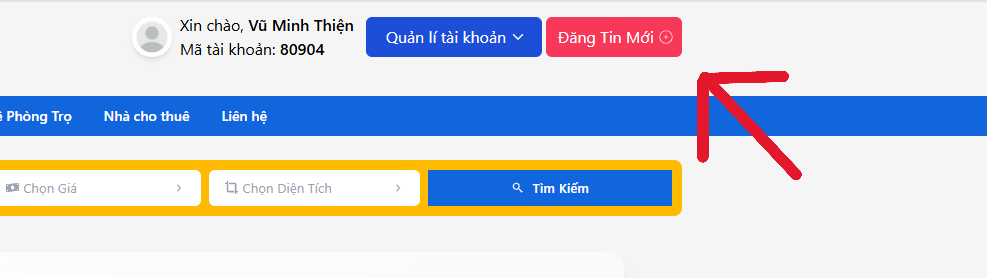 Xin chào, Vũ Minh Thiện
Mã tài khoản: 80904
Quản lí tài khoản
Đăng Tin Mới
ê Phòng Trọ
Nhà cho thuê
Liên hệ
Chọn Giá
Chọn Diện Tích
Tìm Kiếm